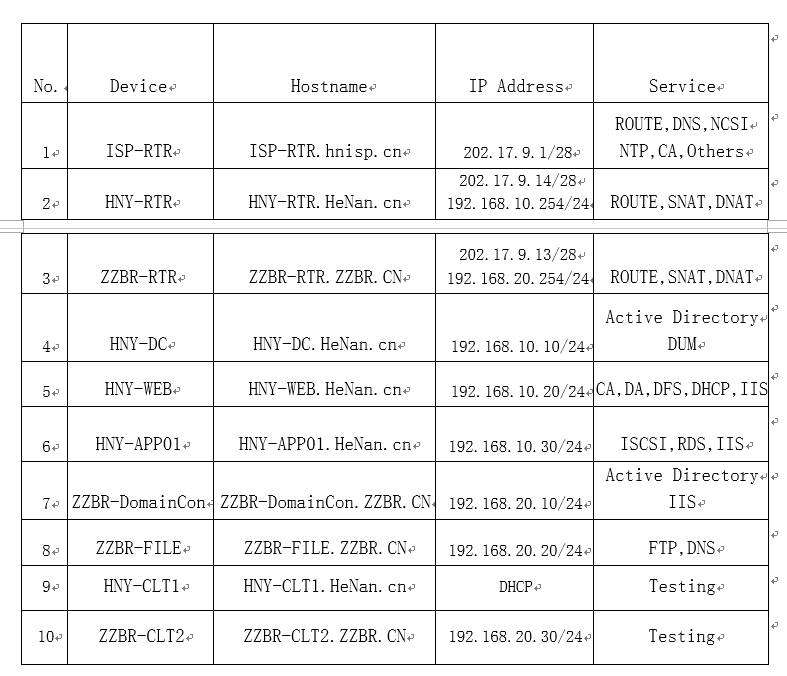 No. Device Hostname IP Address Service
1 ISP-RTR ISP-RTR.hnisp.cn 202.17.9.1/28 ROUTE,DNS,NCSI
NTP,CA,Others
2 HNY-RTR HNY-RTR.HeNan.cn 202.17.9.14/28
192.168.10.254/24 ROUTE,SNAT,DNAT
3 ZZBR-RTR ZZBR-RTR.ZZBR.CN 202.17.9.13/28
192.168.20.254/24 ROUTE,SNAT,DNAT
4 HNY-DC HNY-DC.HeNan.cn 192.168.10.10/24 Active Directory
DUM
5 HNY-WEB HNY-WEB.HeNan.cn 192.168.10.20/24 CA,DA,DFS,DHCP,IIS
6 HNY-APP01 HNY-APP01.HeNan.cn 192.168.10.30/24 ISCSI,RDS,IIS
7 ZZBR-DomainCon ZZBR-DomainCon.ZZBR.CN 192.168.20.10/24 Active Directory
IIS
8 ZZBR-FILE ZZBR-FILE.ZZBR.CN 192.168.20.20/24 FTP,DNS
9 HNY-CLT1 HNY-CLT1.HeNan.cn DHCP Testing
10 ZZBR-CLT2 ZZBR-CLT2.ZZBR.CN 192.168.20.30/24 Testing